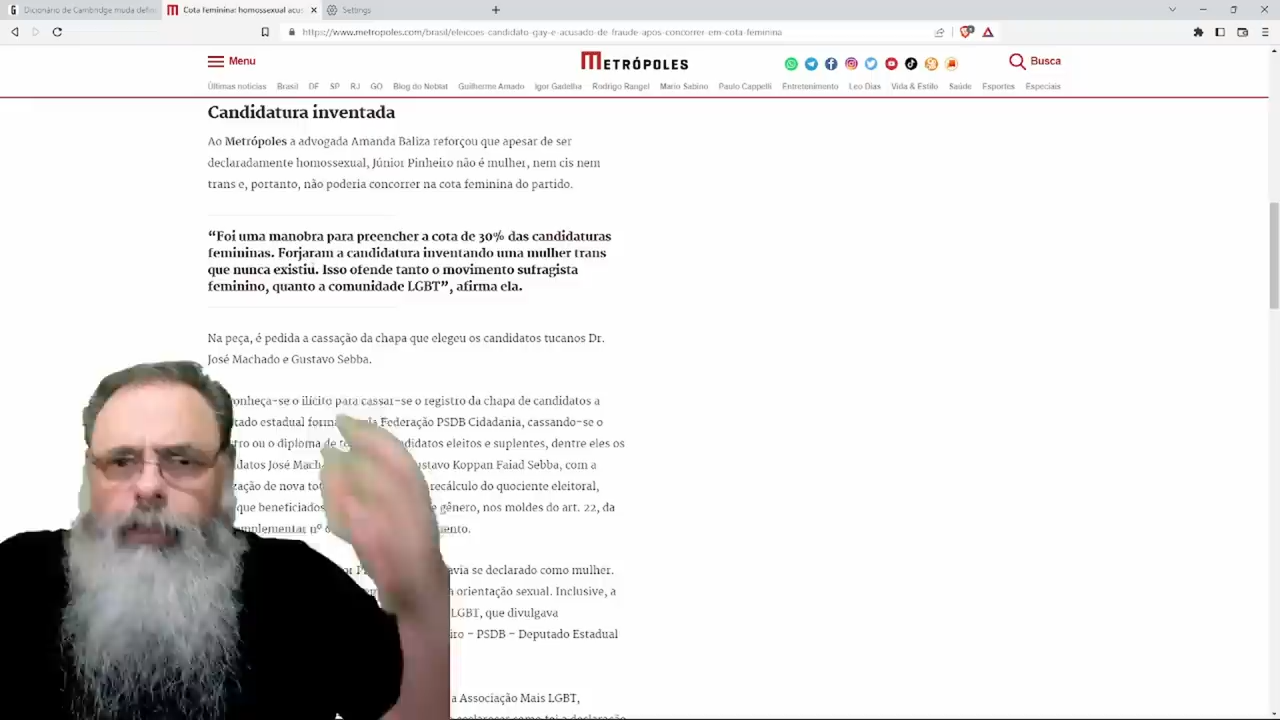 Dicionário de Cambridge muda defin
Cota feminina: homossexual acus
Settings
https://www.metropoles.com/brasil/eleicoes-candidato-gay-e-acusado-de-fraude-apos-concorrer-em-cota-feminina
Menu
METRÓPOLES
Busca
Últimas notícias Brasil DF SP RJ GO Blog do Noblat Guilherme Amado Igor Gadelha Rodrigo Rangel Mario Sabino Paulo Cappelli Entretenimento Leo Dias Vida & Estilo Saúde Esportes Especiais
Candidatura inventada
Ao Metrópoles a advogada Amanda Baliza reforçou que apesar de ser
declaradamente homossexual, Júnior Pinheiro não é mulher, nem cis nem
trans e, portanto, não poderia concorrer na cota feminina do partido.
“Foi uma manobra para preencher a cota de 30% das candidaturas
femininas. Forjaram a candidatura inventando uma mulher trans
que nunca existiu. Isso ofende tanto o movimento sufragista
feminino, quanto a comunidade LGBT”, afirma ela.
Na peça, é pedida a cassação da chapa que elegeu os candidatos tucanos Dr.
José Machado e Gustavo Sebba.
onheça-se o ilícito para cassar-se o registro da chapa de candidatos a
tado estadual Federação PSDB Cidadania, cassando-se o
tro ou o diploma de didatos eleitos e suplentes, dentre eles os
datos José Mach ustavo Koppan Faiad Sebba, com a
zação de nova recálculo do quociente eleitoral,
que beneficiados e gênero, nos moldes do art. 22, da
mplementar nº ento.
avia se declarado como mulher.
a orientação sexual. Inclusive, a
LGBT, que divulgava
iro – PSDB – Deputado Estadual
a Associação Mais LGBT,